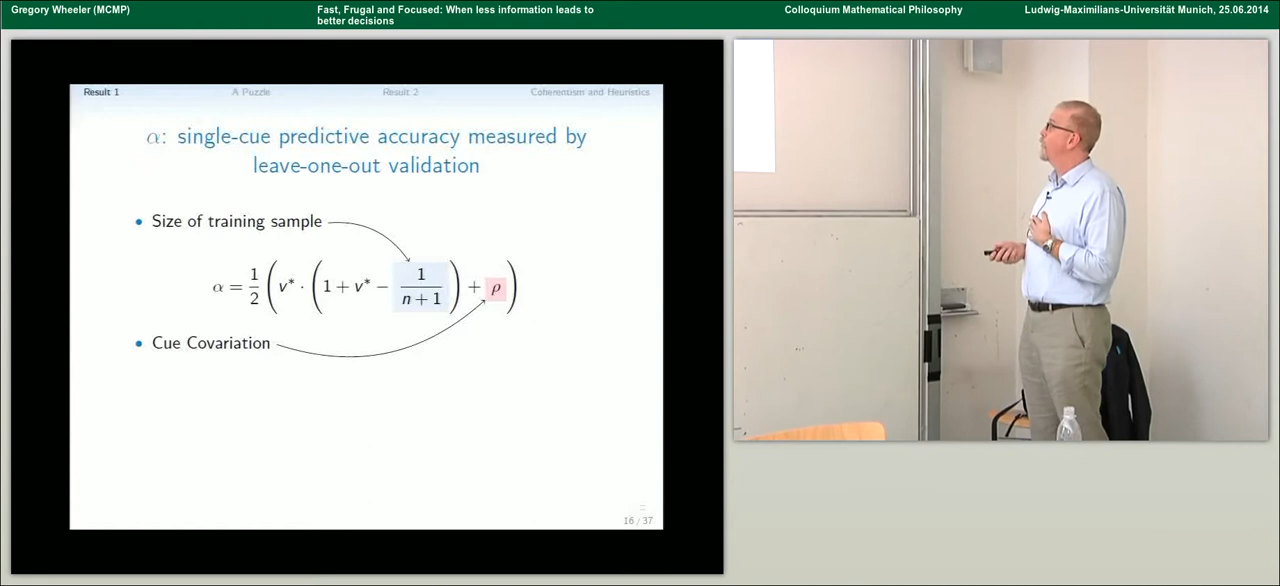 Gregory Wheeler (MCMP)
Fast, Frugal and Focused: When less information leads to
better decisions
Colloquium Mathematical Philosophy
Ludwig-Maximilians-Universität Munich, 25.06.2014
Result 1
A Puzzle
Result 2
Coherentism and Heuristics
α: single-cue predictive accuracy measured by
leave-one-out validation
• Size of training sample
α = 1/2 ( v* · ( 1 + v* − 1/(n + 1) ) + ρ )
• Cue Covariation
16 / 37